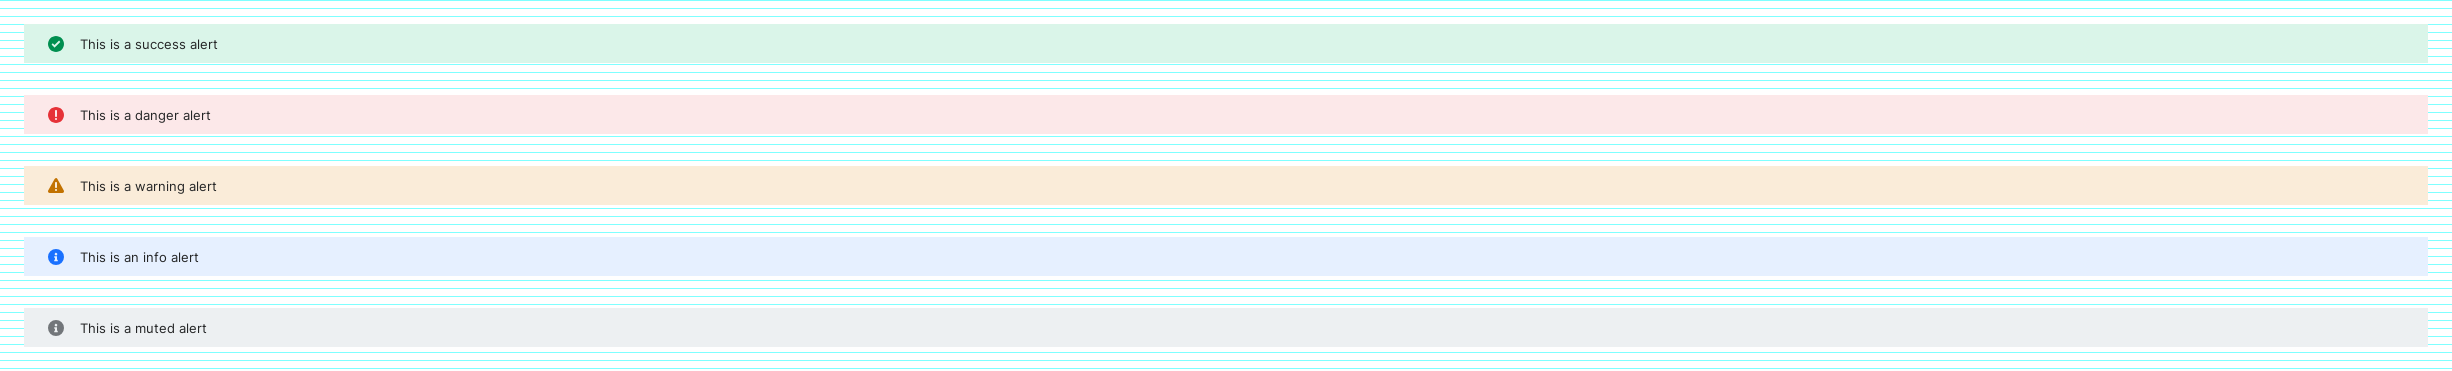 This is a success alert
This is a danger alert
This is a warning alert
This is an info alert
This is a muted alert